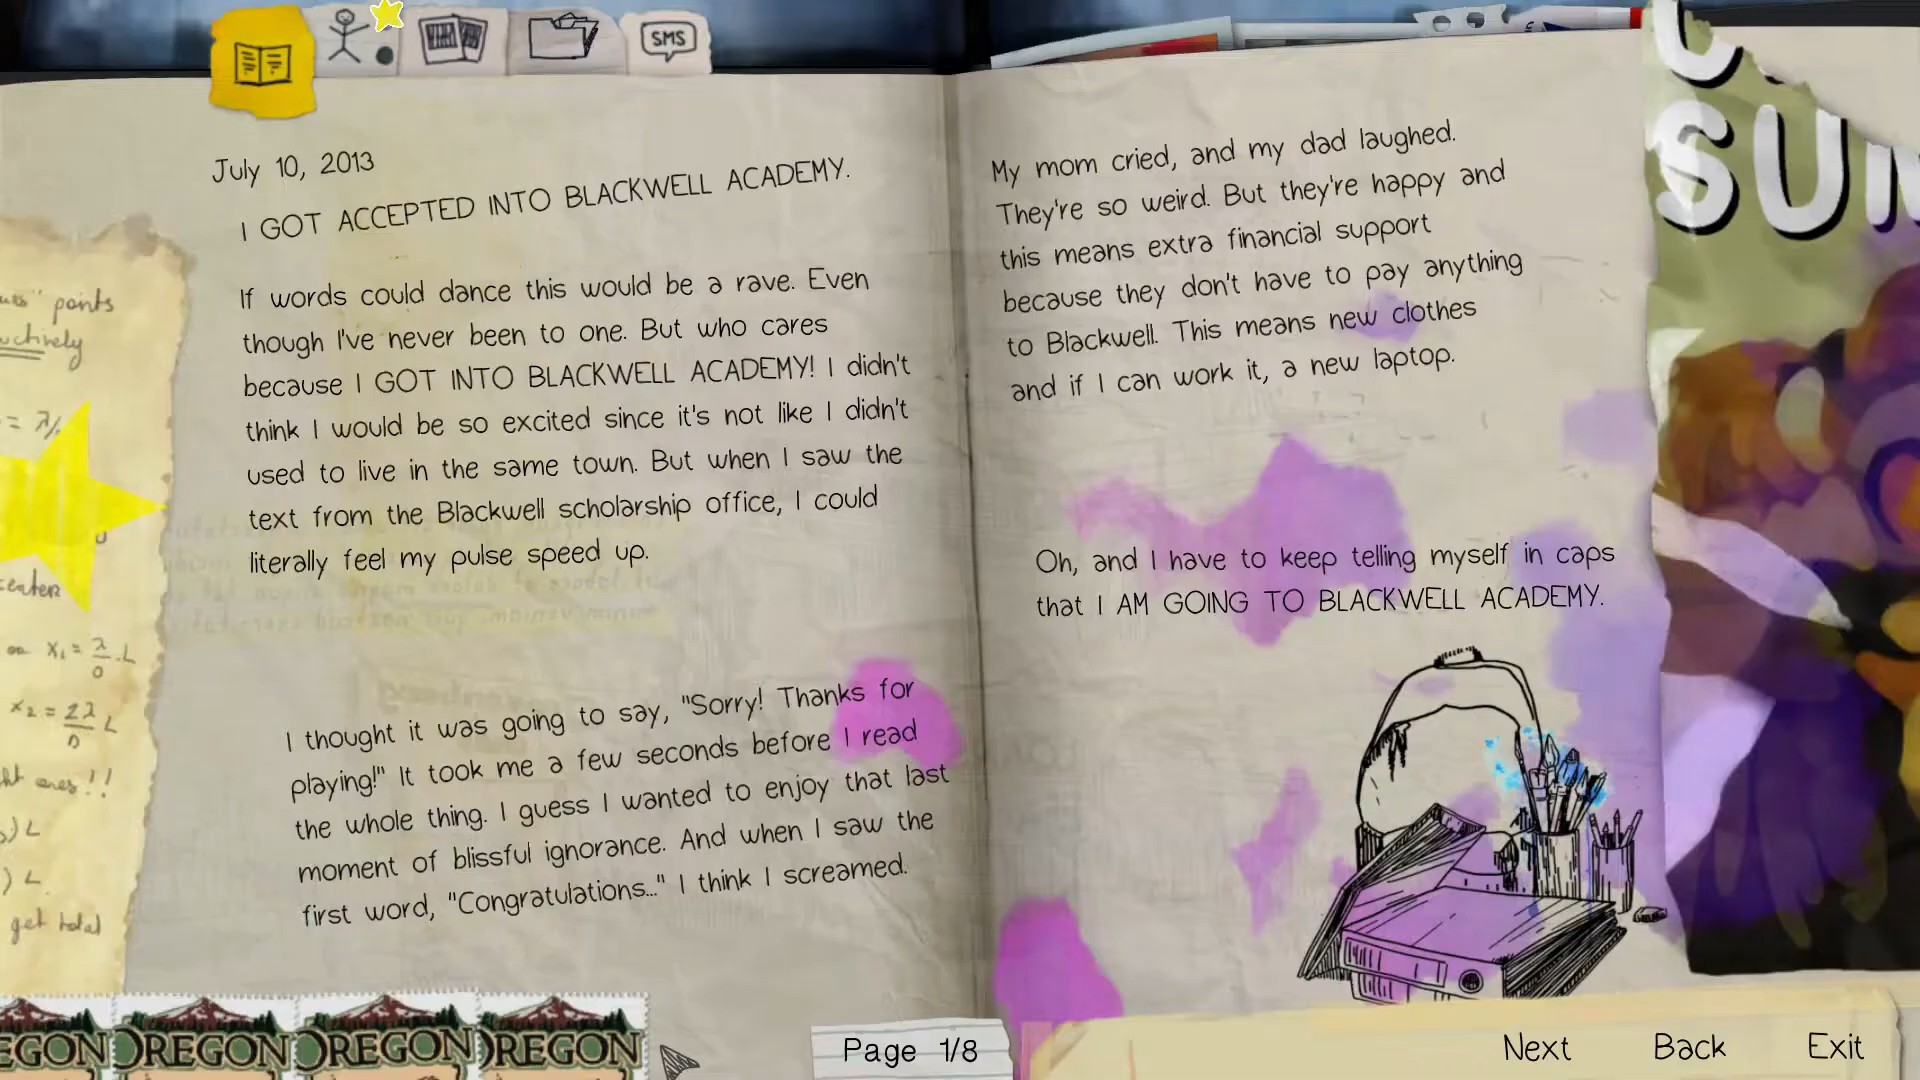 SMS
July 10, 2013
I GOT ACCEPTED INTO BLACKWELL ACADEMY.
If words could dance this would be a rave. Even
though I've never been to one. But who cares
because I GOT INTO BLACKWELL ACADEMY! I didn't
think I would be so excited since it's not like I didn't
used to live in the same town. But when I saw the
text from the Blackwell scholarship office, I could
literally feel my pulse speed up.
I thought it was going to say, "Sorry! Thanks for
playing!" It took me a few seconds before I read
the whole thing. I guess I wanted to enjoy that last
moment of blissful ignorance. And when I saw the
first word, "Congratulations..." I think I screamed.
My mom cried, and my dad laughed.
They're so weird. But they're happy and
this means extra financial support
because they don't have to pay anything
to Blackwell. This means new clothes
and if I can work it, a new laptop.
Oh, and I have to keep telling myself in caps
that I AM GOING TO BLACKWELL ACADEMY.
points
get total
OREGON
OREGON
OREGON
Page 1/8
Next
Back
Exit